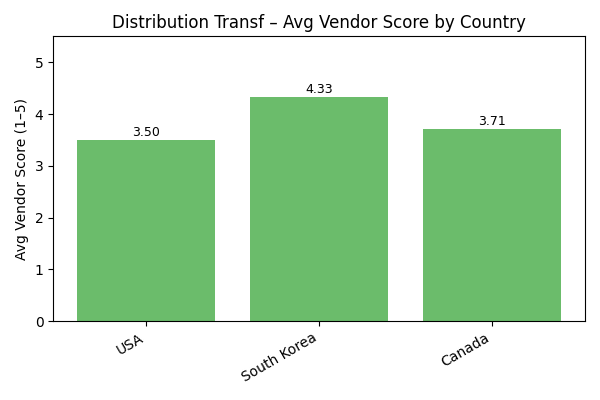 Distribution Transf – Avg Vendor Score by Country
Avg Vendor Score (1–5)
5
4
3
2
1
0
3.50
4.33
3.71
USA
South Korea
Canada